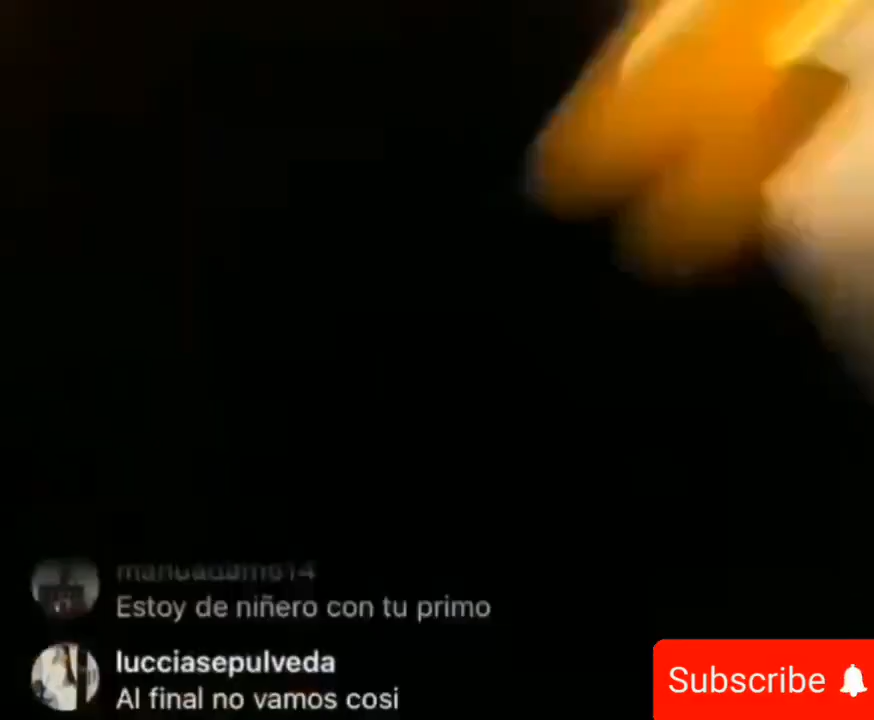 Estoy de niñero con tu primo
lucciasepulveda
Al final no vamos cosi
Subscribe